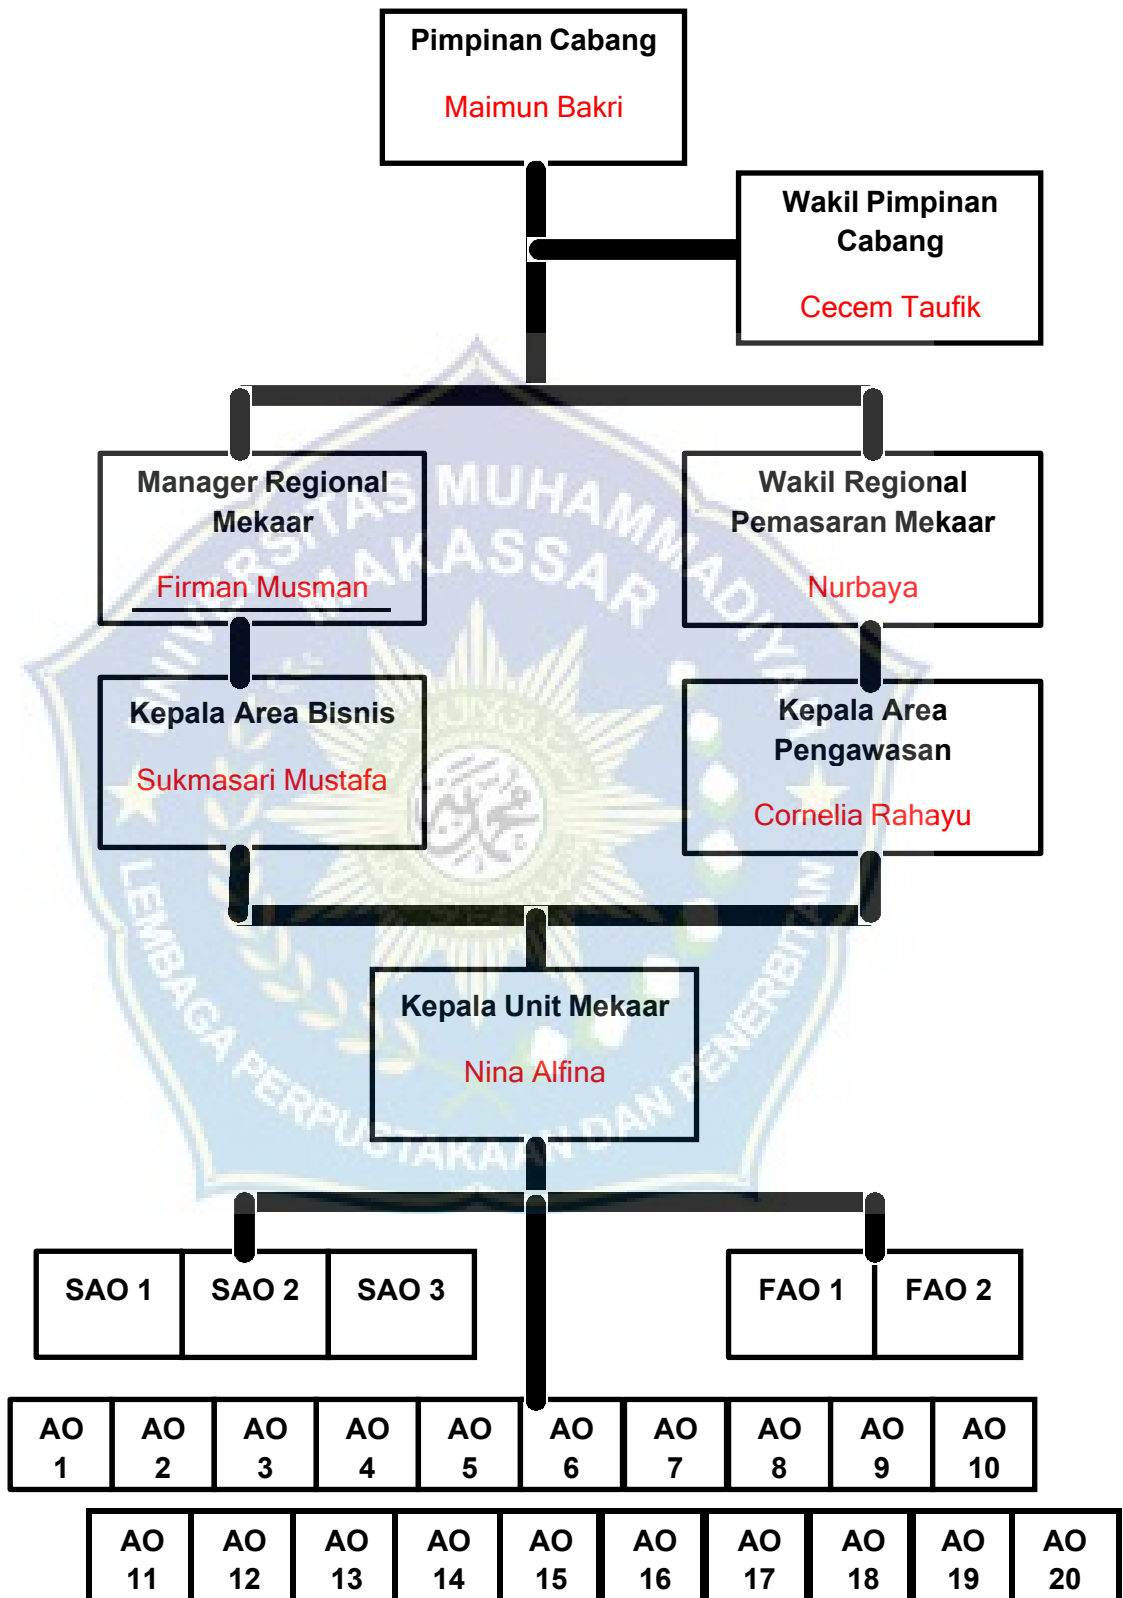 Pimpinan Cabang
Maimun Bakri
Wakil Pimpinan
Cabang
Cecem Taufik
Manager Regional
Mekaar
Firman Musman
Wakil Regional
Pemasaran Mekaar
Nurbaya
Kepala Area Bisnis
Sukmasari Mustafa
Kepala Area
Pengawasan
Cornelia Rahayu
Kepala Unit Mekaar
Nina Alfina
SAO 1 SAO 2 SAO 3
FAO 1 FAO 2
AO 1
AO 2
AO 3
AO 4
AO 5
AO 6
AO 7
AO 8
AO 9
AO 10
AO 11
AO 12
AO 13
AO 14
AO 15
AO 16
AO 17
AO 18
AO 19
AO 20
UNIVERSITAS MUHAMMADIYAH
MAKASSAR
LEMBAGA PERPUSTAKAAN DAN PENERBITAN